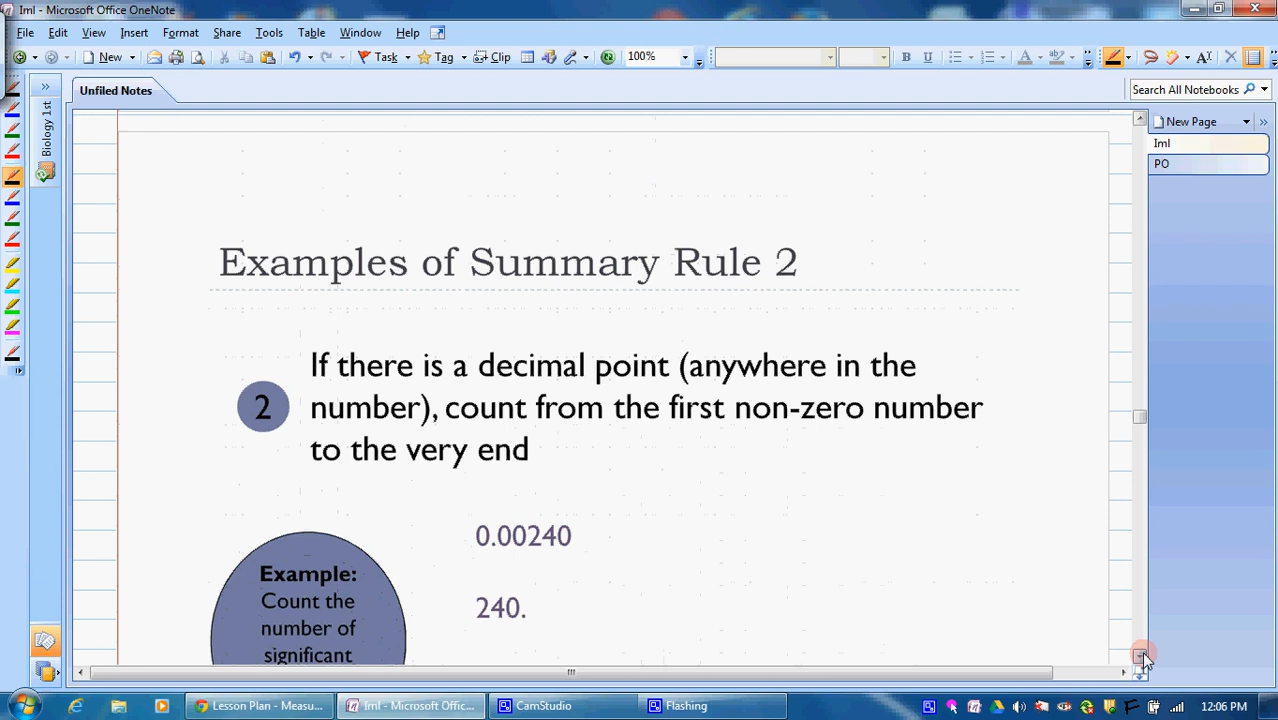 Iml - Microsoft Office OneNote
File Edit View Insert Format Share Tools Table Window Help
New Task Tag Clip 100% B U A
Unfiled Notes
Search All Notebooks
Biology 1st
New Page
Iml
PO
Examples of Summary Rule 2
2
If there is a decimal point (anywhere in the
number), count from the first non-zero number
to the very end
0.00240
240.
Example:
Count the
number of
significant
Lesson Plan - Measu...
Iml - Microsoft Offic...
CamStudio
Flashing
12:06 PM